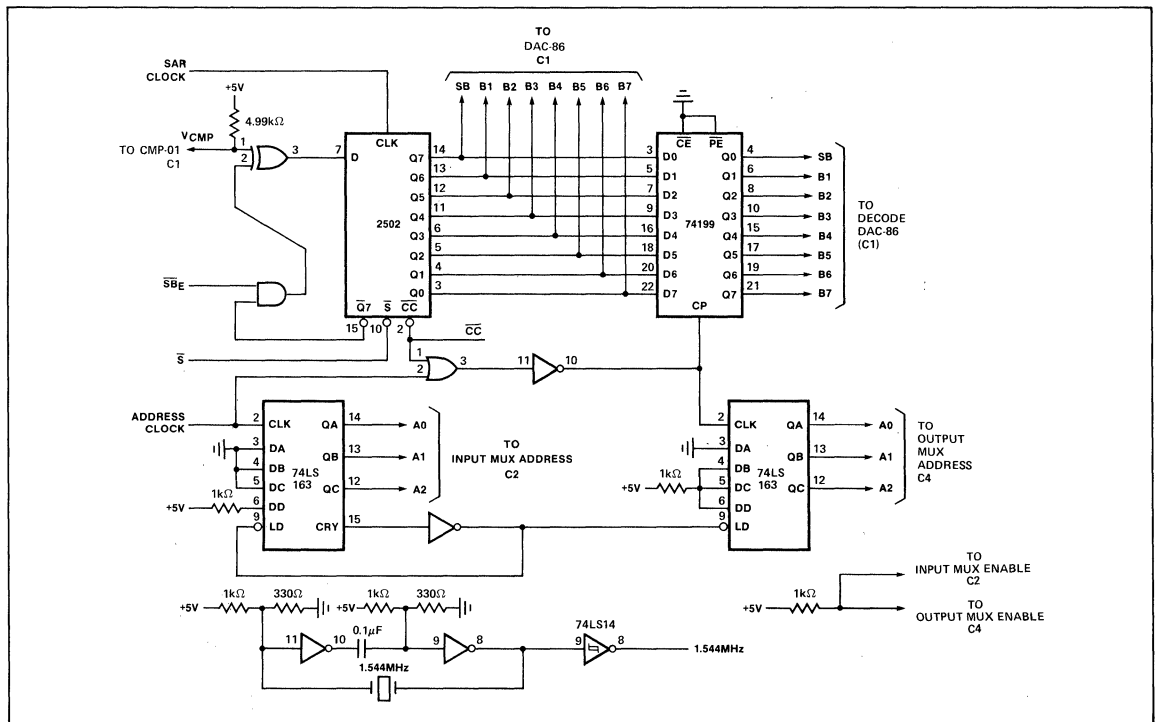 TO
DAC-86
C1
SB B1 B2 B3 B4 B5 B6 B7
SAR
CLOCK
+5V
4.99kΩ
VCMP
TO CMP-01
C1
1
2
3
7
CLK
D
2502
Q7 14
Q6 13
Q5 12
Q4 11
Q3 6
Q2 5
Q1 4
Q0 3
Q̅7̅ S̅ C̅C̅
15 10 2
C̅E̅ P̅E̅
74199
3 D0
5 D1
7 D2
9 D3
16 D4
18 D5
20 D6
22 D7
CP
Q0 4 SB
Q1 6 B1
Q2 8 B2
Q3 10 B3
Q4 15 B4
Q5 17 B5
Q6 19 B6
Q7 21 B7
TO
DECODE
DAC-86
(C1)
S̅B̅E
S̅
C̅C̅
1
2
3
11 10
ADDRESS
CLOCK
2 CLK
3 DA
4 DB
5 DC
6 DD
9 LD
74LS
163
QA 14 A0
QB 13 A1
QC 12 A2
CRY 15
1kΩ
+5V
TO
INPUT MUX ADDRESS
C2
2 CLK
3 DA
4 DB
5 DC
6 DD
9 LD
74LS
163
QA 14 A0
QB 13 A1
QC 12 A2
1kΩ
+5V
TO
OUTPUT
MUX
ADDRESS
C4
+5V 1kΩ 330Ω +5V 1kΩ 330Ω
11 10 0.1μF 9 8
1.544MHz
74LS14
9 8 1.544MHz
+5V 1kΩ
TO
INPUT MUX ENABLE
C2
TO
OUTPUT MUX ENABLE
C4